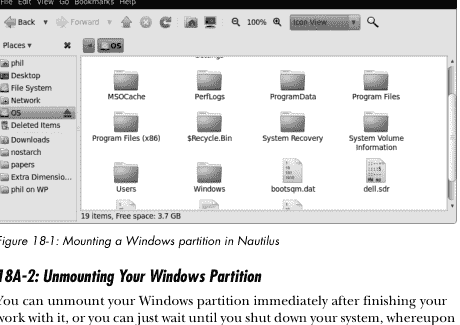 File Edit View Go Bookmarks Help
Back Forward 100% Icon View
Places OS
phil
Desktop
File System
Network
OS
Deleted Items
Downloads
nostarch
papers
Extra Dimensio...
phil on WP
MSOCache PerfLogs ProgramData Program Files
Program Files (x86) $Recycle.Bin System Recovery System Volume
Information
Users Windows bootsqm.dat dell.sdr
19 items, Free space: 3.7 GB
Figure 18-1: Mounting a Windows partition in Nautilus
18A-2: Unmounting Your Windows Partition
You can unmount your Windows partition immediately after finishing your
work with it, or you can just wait until you shut down your system, whereupon